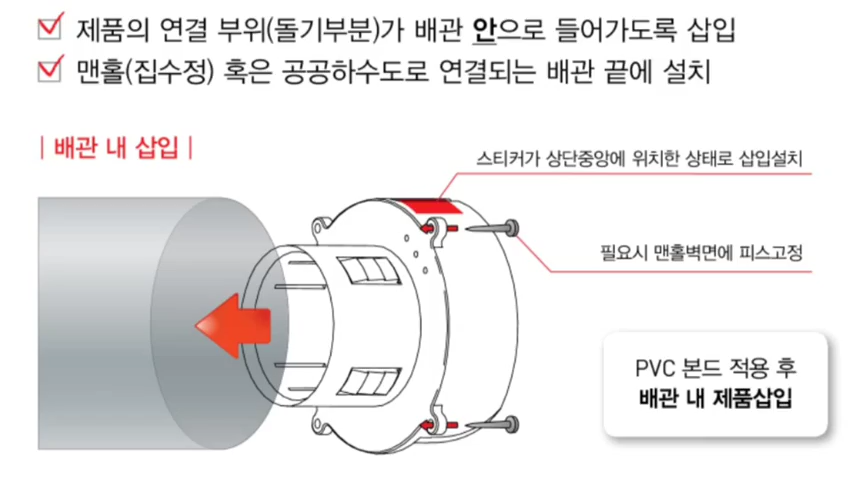 제품의 연결 부위(돌기부분)가 배관 안으로 들어가도록 삽입
맨홀(집수정) 혹은 공공하수도로 연결되는 배관 끝에 설치
| 배관 내 삽입 |
스티커가 상단중앙에 위치한 상태로 삽입설치
필요시 맨홀벽면에 피스고정
PVC 본드 적용 후
배관 내 제품삽입